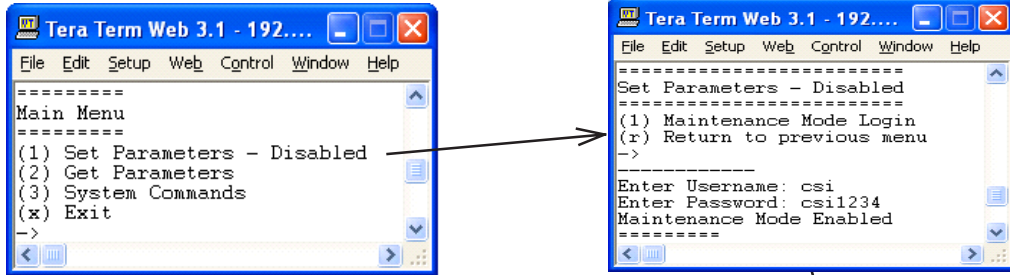 Tera Term Web 3.1 - 192....
File Edit Setup Web Control Window Help
=========
Main Menu
=========
(1) Set Parameters – Disabled
(2) Get Parameters
(3) System Commands
(x) Exit
->
Tera Term Web 3.1 - 192....
File Edit Setup Web Control Window Help
=========================
Set Parameters – Disabled
=========================
(1) Maintenance Mode Login
(r) Return to previous menu
->
------------
Enter Username: csi
Enter Password: csi1234
Maintenance Mode Enabled
=========